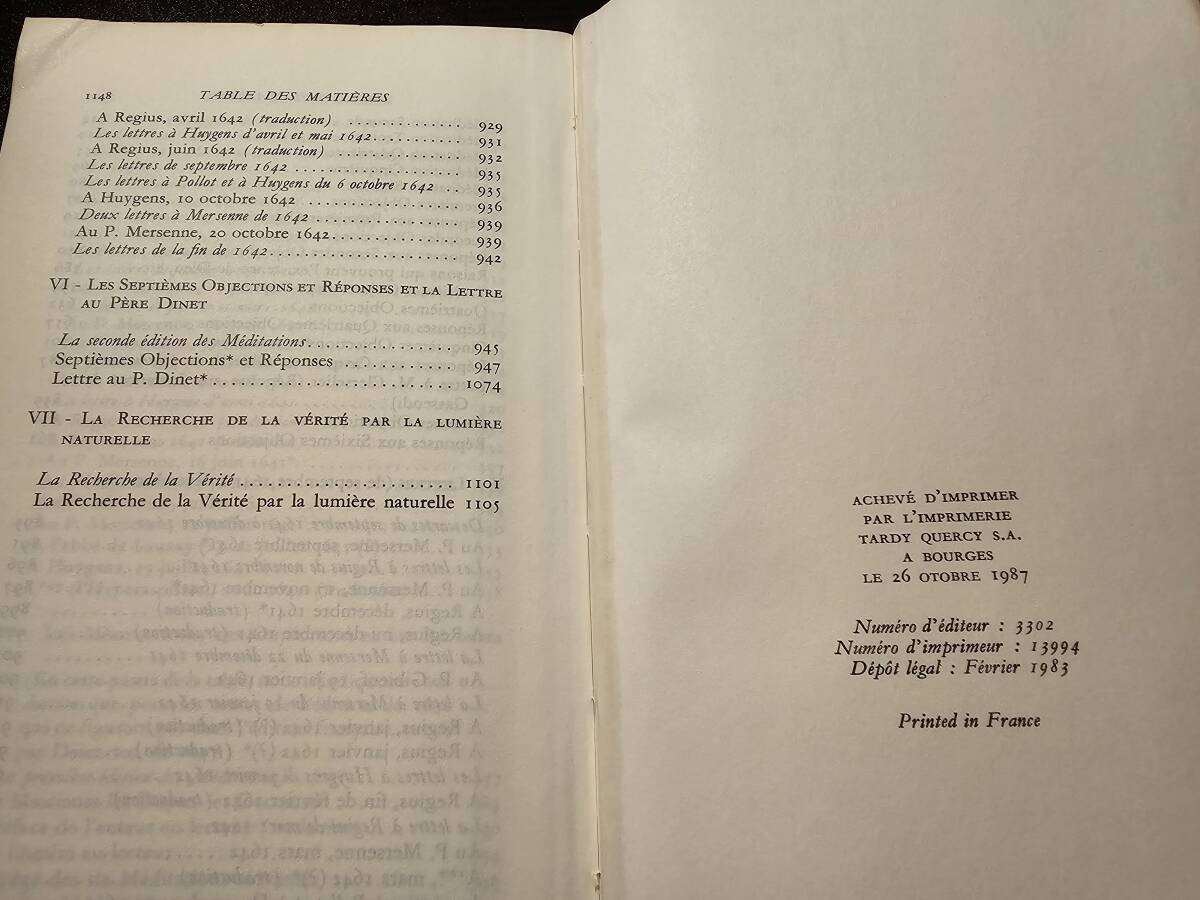 1148 TABLE DES MATIÈRES
A Regius, avril 1642 (traduction) .............. 929
Les lettres à Huygens d'avril et mai 1642........... 931
A Regius, juin 1642 (traduction) .............. 932
Les lettres de septembre 1642 .................... 935
Les lettres à Pollot et à Huygens du 6 octobre 1642 .. 935
A Huygens, 10 octobre 1642 .................. 936
Deux lettres à Mersenne de 1642 ................. 939
Au P. Mersenne, 20 octobre 1642............... 939
Les lettres de la fin de 1642...................... 942
VI - LES SEPTIÈMES OBJECTIONS ET RÉPONSES ET LA LETTRE
AU PÈRE DINET
La seconde édition des Méditations................. 945
Septièmes Objections* et Réponses ............ 947
Lettre au P. Dinet*........................... 1074
VII - LA RECHERCHE DE LA VÉRITÉ PAR LA LUMIÈRE
NATURELLE
La Recherche de la Vérité ........................ 1101
La Recherche de la Vérité par la lumière naturelle 1105
ACHEVÉ D'IMPRIMER
PAR L'IMPRIMERIE
TARDY QUERCY S.A.
A BOURGES
LE 26 OTOBRE 1987
Numéro d'éditeur : 3302
Numéro d'imprimeur : 13994
Dépôt légal : Février 1983
Printed in France